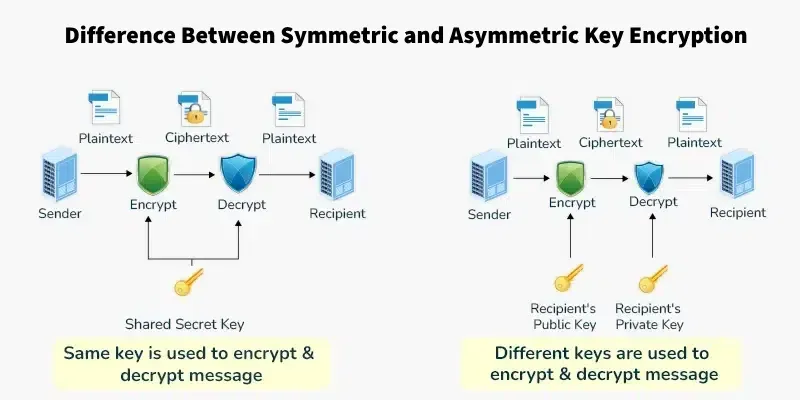 Difference Between Symmetric and Asymmetric Key Encryption
Plaintext
Ciphertext
Plaintext
Sender
Encrypt
Decrypt
Recipient
Shared Secret Key
Same key is used to encrypt &
decrypt message
Plaintext
Ciphertext
Plaintext
Sender
Encrypt
Decrypt
Recipient
Recipient's
Public Key
Recipient's
Private Key
Different keys are used to
encrypt & decrypt message